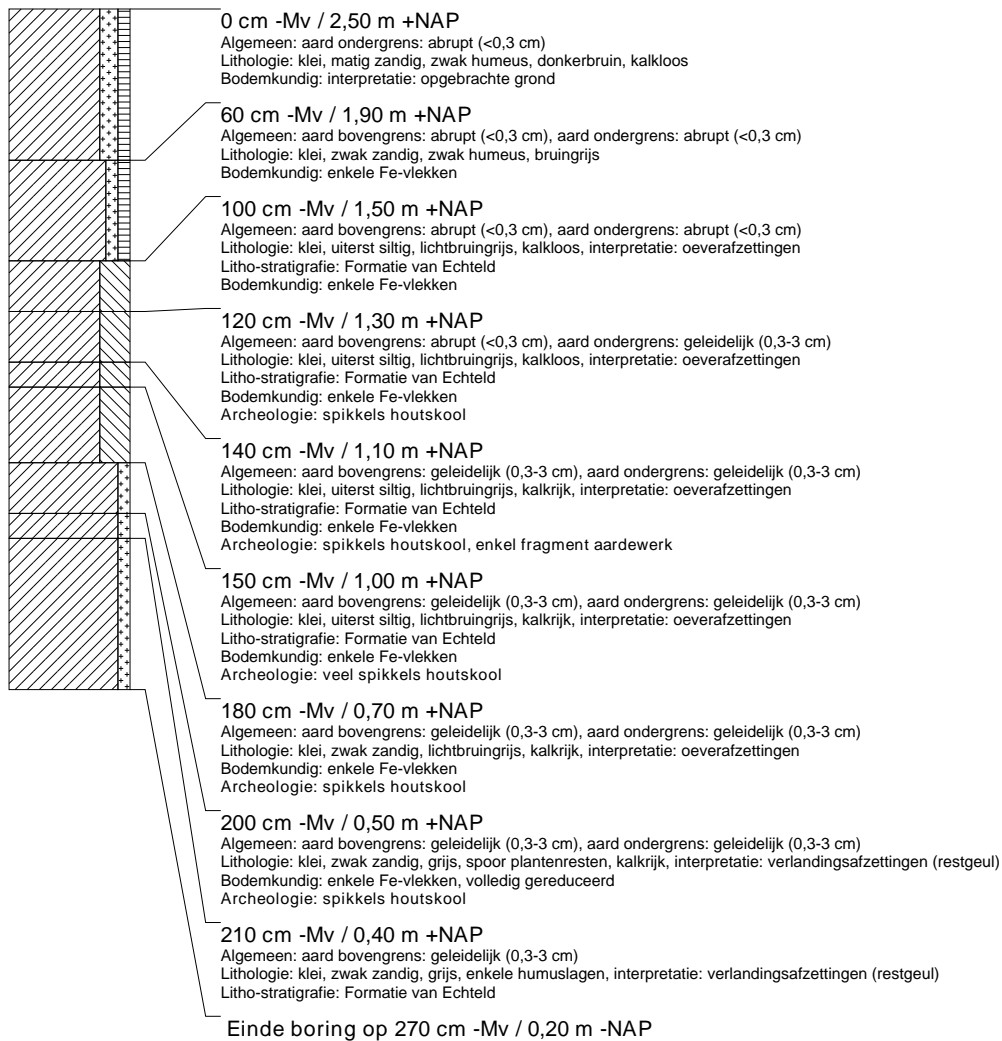 0 cm -Mv / 2,50 m +NAP
Algemeen: aard ondergrens: abrupt (<0,3 cm)
Lithologie: klei, matig zandig, zwak humeus, donkerbruin, kalkloos
Bodemkundig: interpretatie: opgebrachte grond
60 cm -Mv / 1,90 m +NAP
Algemeen: aard bovengrens: abrupt (<0,3 cm), aard ondergrens: abrupt (<0,3 cm)
Lithologie: klei, zwak zandig, zwak humeus, bruingrijs
Bodemkundig: enkele Fe-vlekken
100 cm -Mv / 1,50 m +NAP
Algemeen: aard bovengrens: abrupt (<0,3 cm), aard ondergrens: abrupt (<0,3 cm)
Lithologie: klei, uiterst siltig, lichtbruingrijs, kalkloos, interpretatie: oeverafzettingen
Litho-stratigrafie: Formatie van Echteld
Bodemkundig: enkele Fe-vlekken
120 cm -Mv / 1,30 m +NAP
Algemeen: aard bovengrens: abrupt (<0,3 cm), aard ondergrens: geleidelijk (0,3-3 cm)
Lithologie: klei, uiterst siltig, lichtbruingrijs, kalkloos, interpretatie: oeverafzettingen
Litho-stratigrafie: Formatie van Echteld
Bodemkundig: enkele Fe-vlekken
Archeologie: spikkels houtskool
140 cm -Mv / 1,10 m +NAP
Algemeen: aard bovengrens: geleidelijk (0,3-3 cm), aard ondergrens: geleidelijk (0,3-3 cm)
Lithologie: klei, uiterst siltig, lichtbruingrijs, kalkrijk, interpretatie: oeverafzettingen
Litho-stratigrafie: Formatie van Echteld
Bodemkundig: enkele Fe-vlekken
Archeologie: spikkels houtskool, enkel fragment aardewerk
150 cm -Mv / 1,00 m +NAP
Algemeen: aard bovengrens: geleidelijk (0,3-3 cm), aard ondergrens: geleidelijk (0,3-3 cm)
Lithologie: klei, uiterst siltig, lichtbruingrijs, kalkrijk, interpretatie: oeverafzettingen
Litho-stratigrafie: Formatie van Echteld
Bodemkundig: enkele Fe-vlekken
Archeologie: veel spikkels houtskool
180 cm -Mv / 0,70 m +NAP
Algemeen: aard bovengrens: geleidelijk (0,3-3 cm), aard ondergrens: geleidelijk (0,3-3 cm)
Lithologie: klei, zwak zandig, lichtbruingrijs, kalkrijk, interpretatie: oeverafzettingen
Bodemkundig: enkele Fe-vlekken
Archeologie: spikkels houtskool
200 cm -Mv / 0,50 m +NAP
Algemeen: aard bovengrens: geleidelijk (0,3-3 cm), aard ondergrens: geleidelijk (0,3-3 cm)
Lithologie: klei, zwak zandig, grijs, spoor plantenresten, kalkrijk, interpretatie: verlandingsafzettingen (restgeul)
Bodemkundig: enkele Fe-vlekken, volledig gereduceerd
Archeologie: spikkels houtskool
210 cm -Mv / 0,40 m +NAP
Algemeen: aard bovengrens: geleidelijk (0,3-3 cm)
Lithologie: klei, zwak zandig, grijs, enkele humuslagen, interpretatie: verlandingsafzettingen (restgeul)
Litho-stratigrafie: Formatie van Echteld
Einde boring op 270 cm -Mv / 0,20 m -NAP